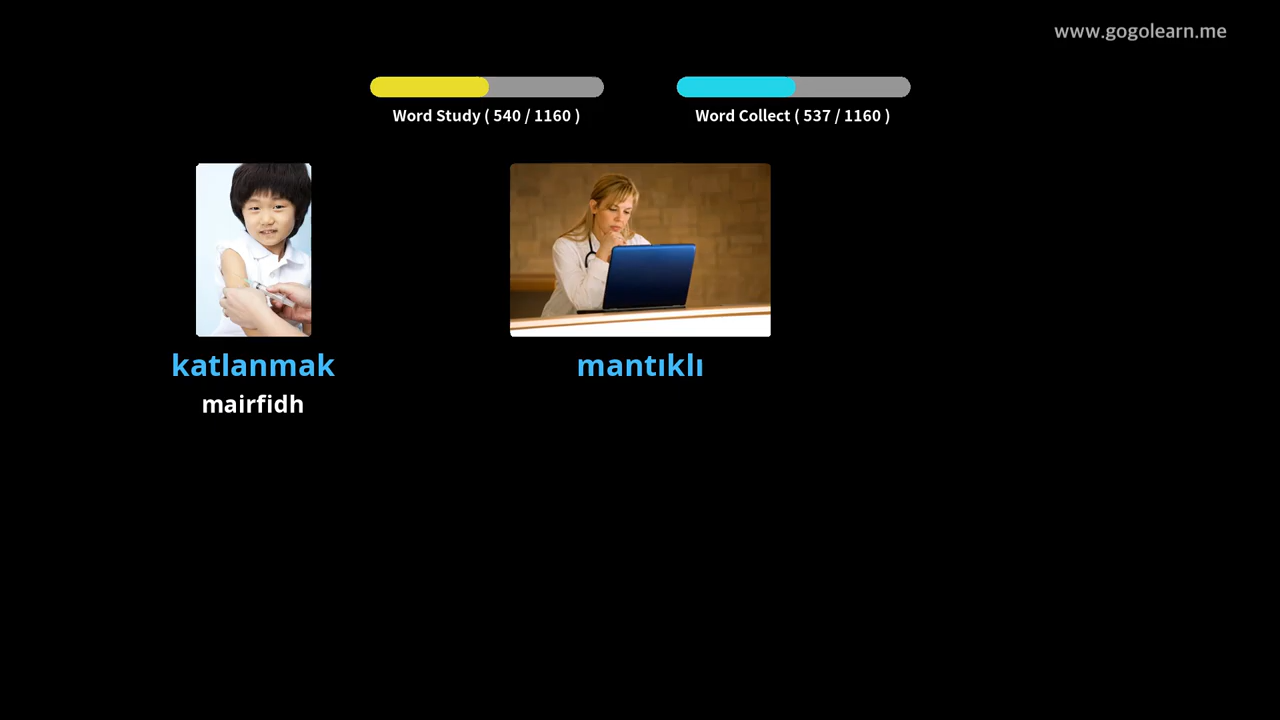 www.gogolearn.me
Word Study ( 540 / 1160 )
Word Collect ( 537 / 1160 )
katlanmak
mairfidh
mantıklı